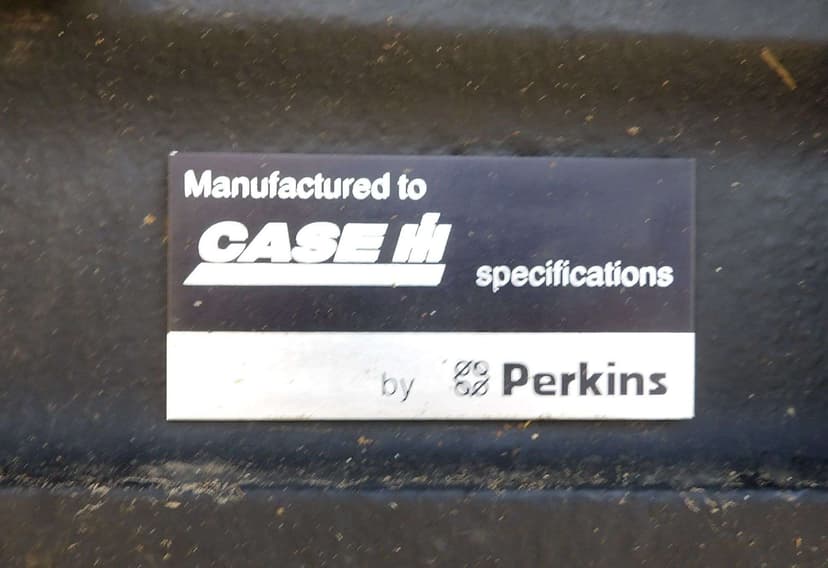 Manufactured to
CASE IH
specifications
by Perkins